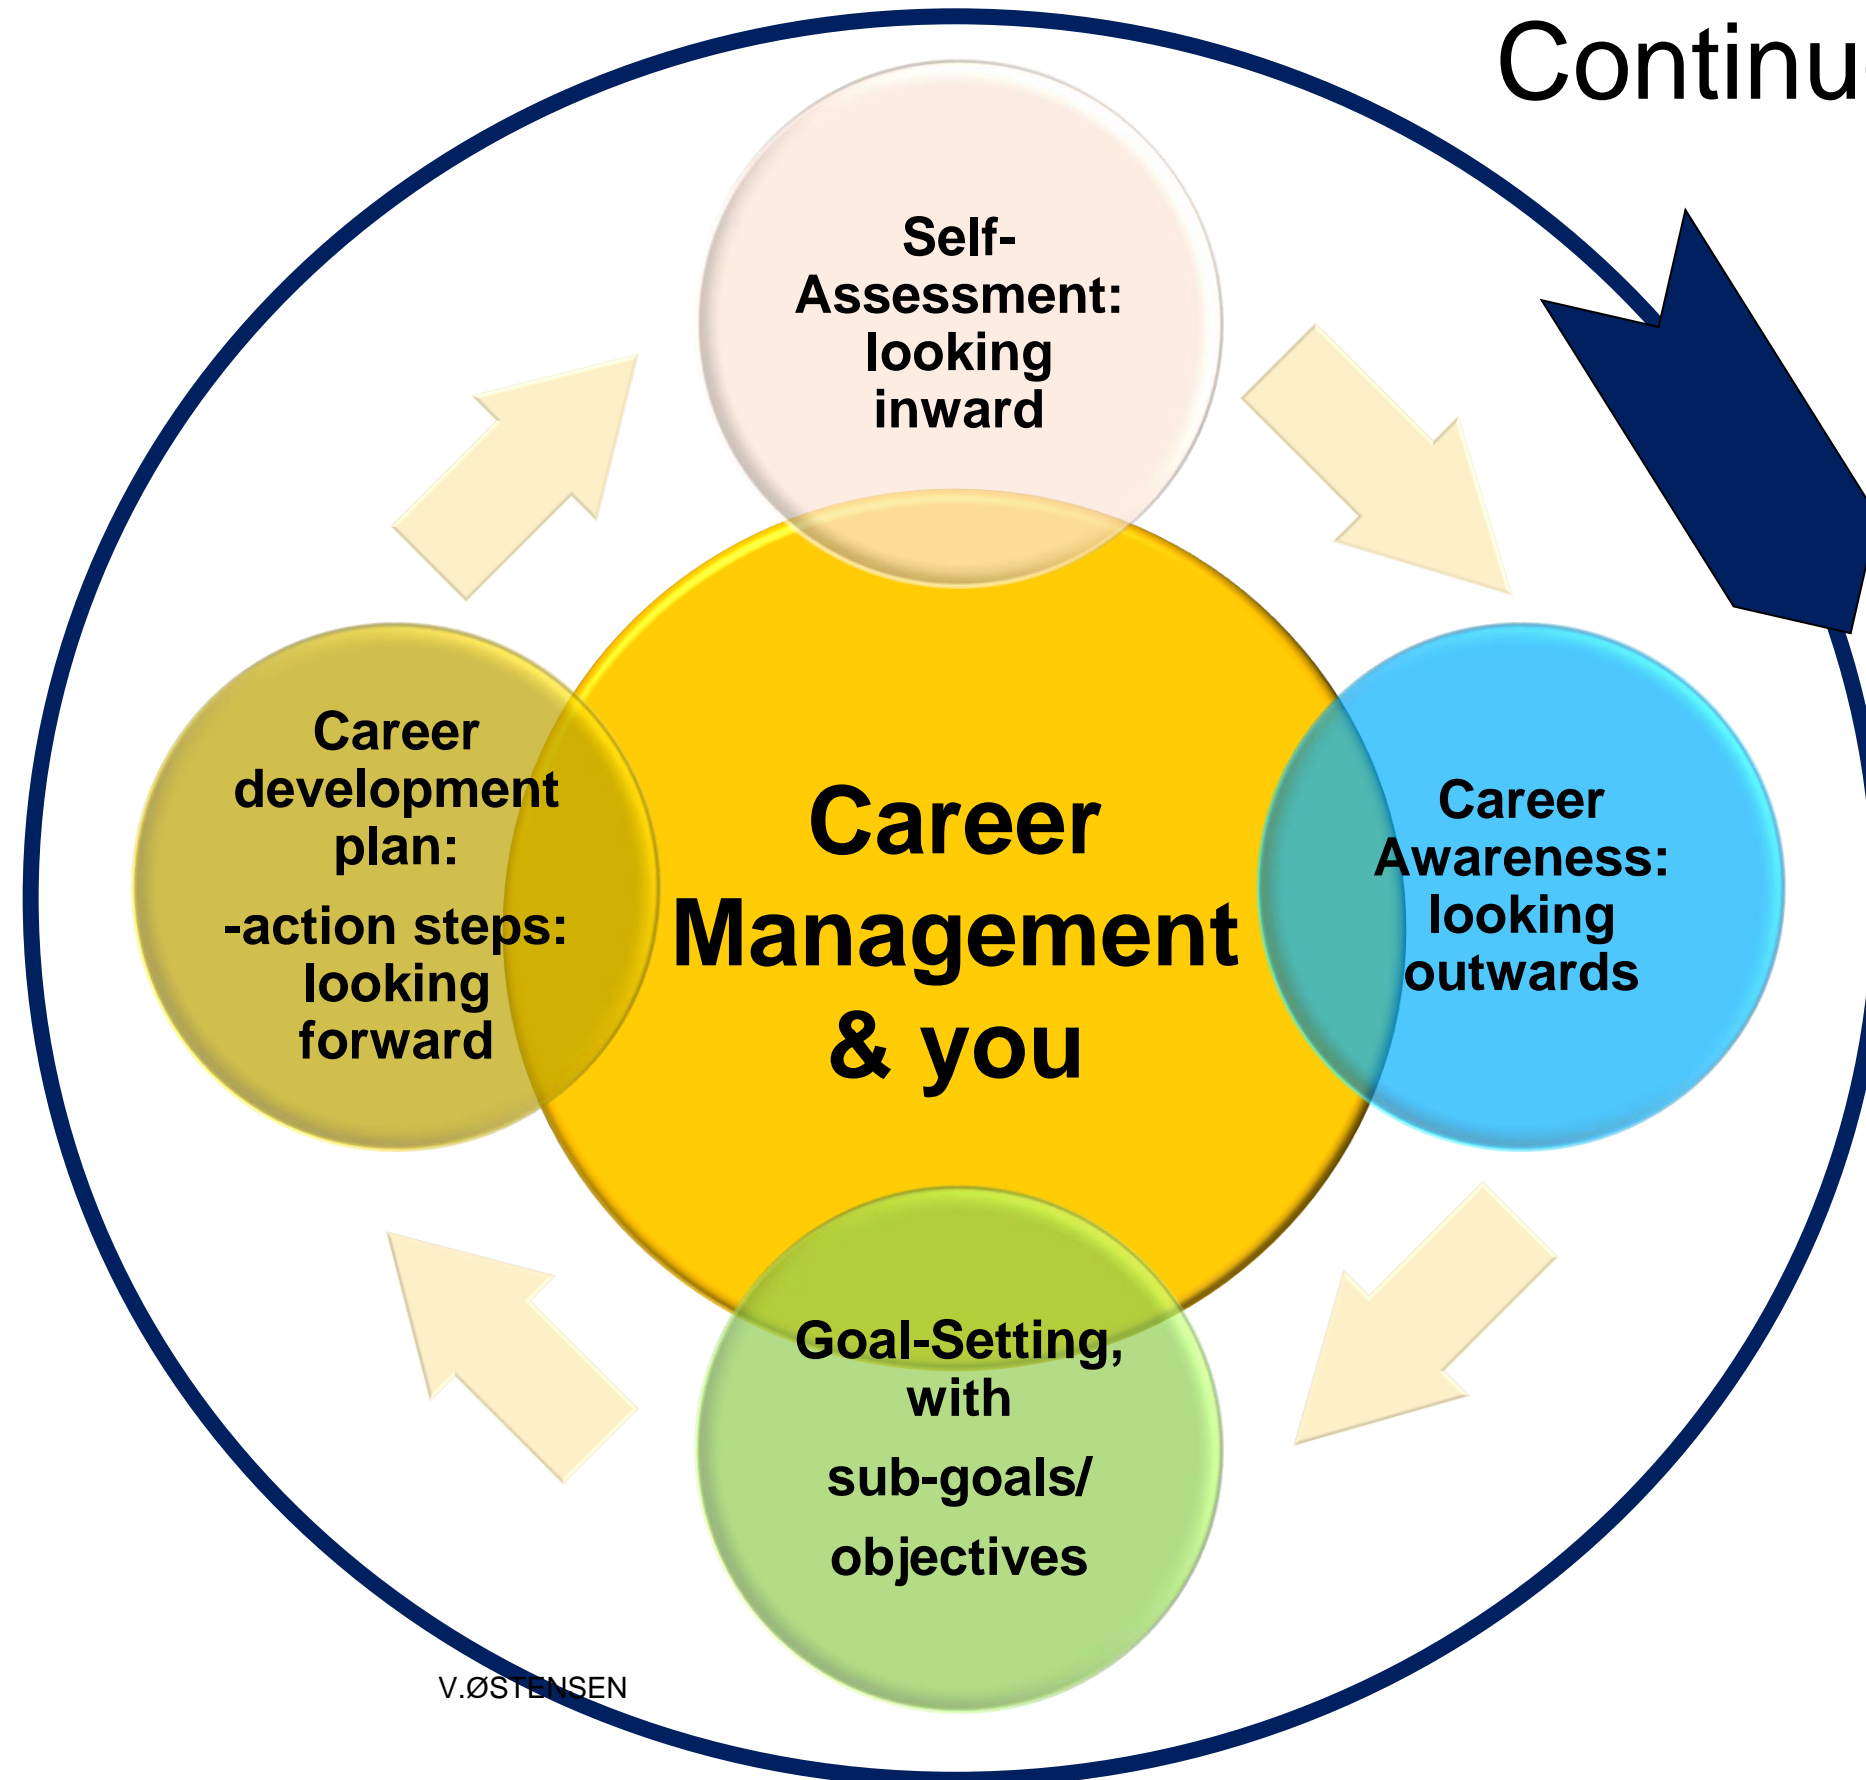 Self-
Assessment:
looking
inward
Career
Awareness:
looking
outwards
Goal-Setting,
with
sub-goals/
objectives
Career
development
plan:
-action steps:
looking
forward
Career
Management
& you
V.ØSTENSEN